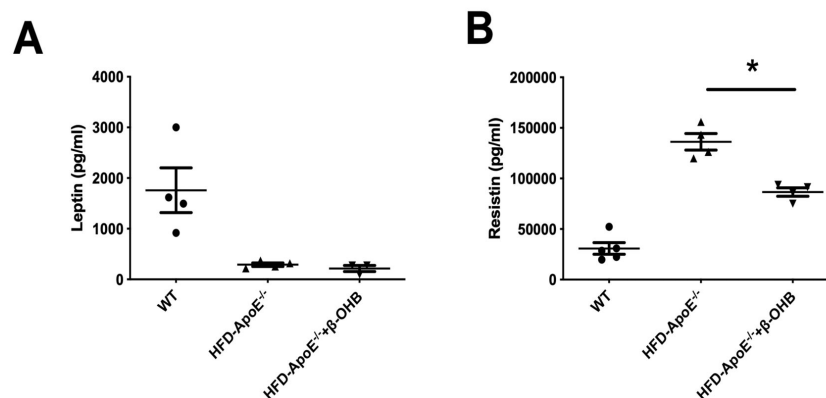 A
Leptin (pg/ml)
4000
3000
2000
1000
0
WT
HFD-ApoE⁻/⁻
HFD-ApoE⁻/⁻+β-OHB
B
Resistin (pg/ml)
200000
150000
100000
50000
0
*
WT
HFD-ApoE⁻/⁻
HFD-ApoE⁻/⁻+β-OHB